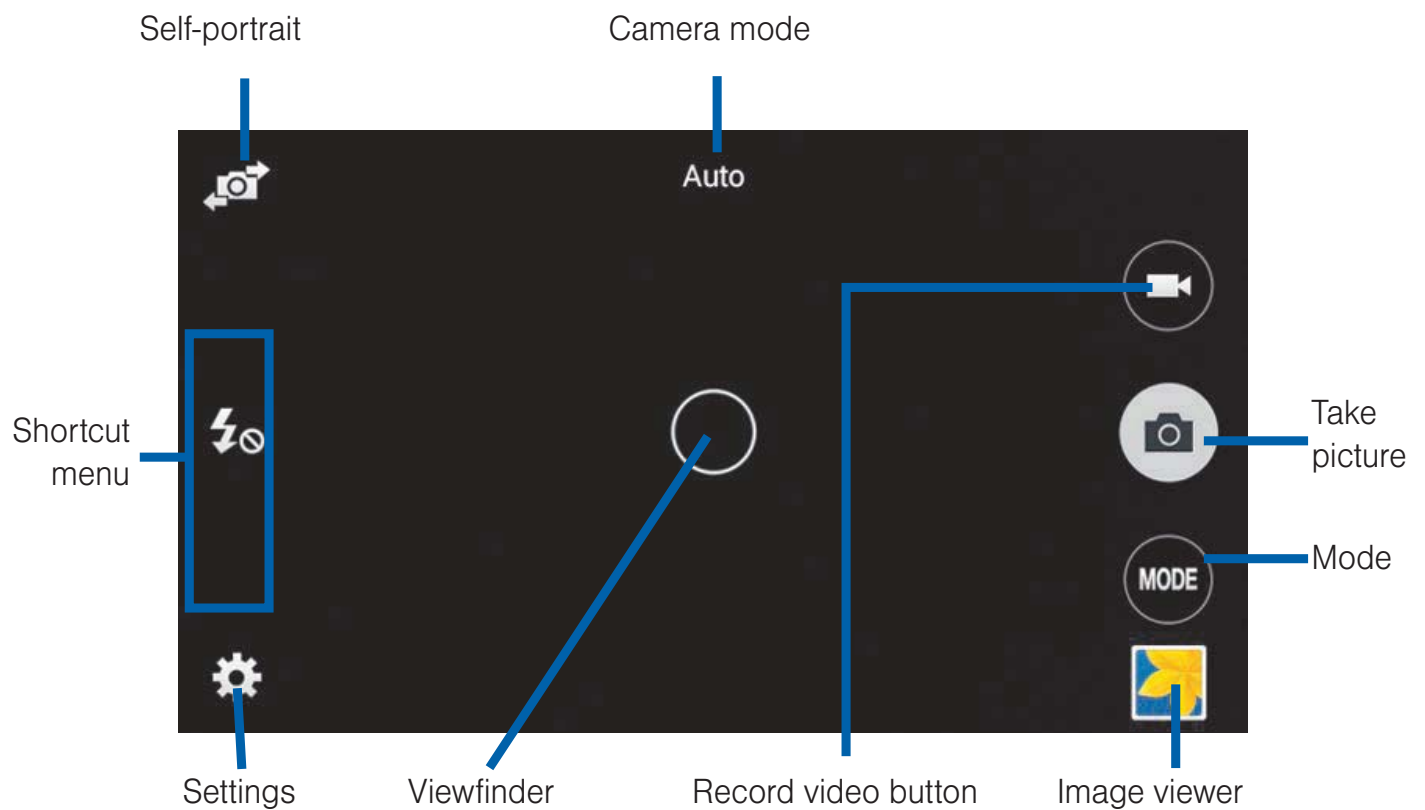 Self-portrait
Camera mode
Auto
Shortcut
menu
Take
picture
Mode
MODE
Settings
Viewfinder
Record video button
Image viewer